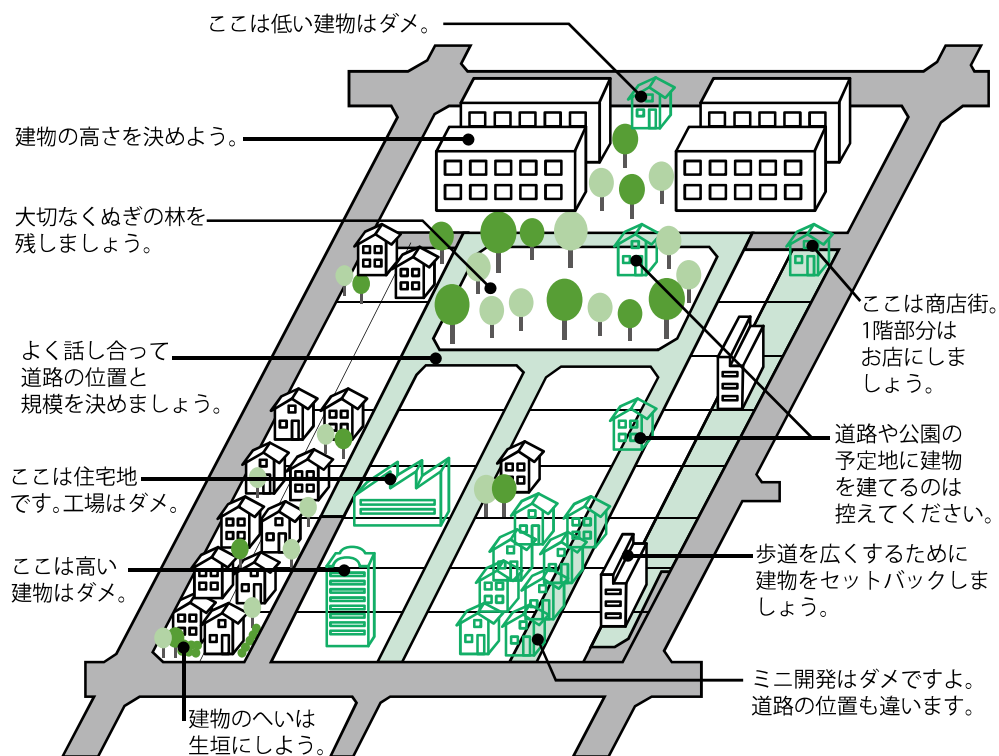 ここは低い建物はダメ。
建物の高さを決めよう。
大切なくぬぎの林を
残しましょう。
ここは商店街。
1階部分は
お店にしま
しょう。
よく話し合って
道路の位置と
規模を決めましょう。
道路や公園の
予定地に建物
を建てるのは
控えてください。
ここは住宅地
です。工場はダメ。
歩道を広くするために
建物をセットバックしま
しょう。
ここは高い
建物はダメ。
ミニ開発はダメですよ。
道路の位置も違います。
建物のへいは
生垣にしよう。